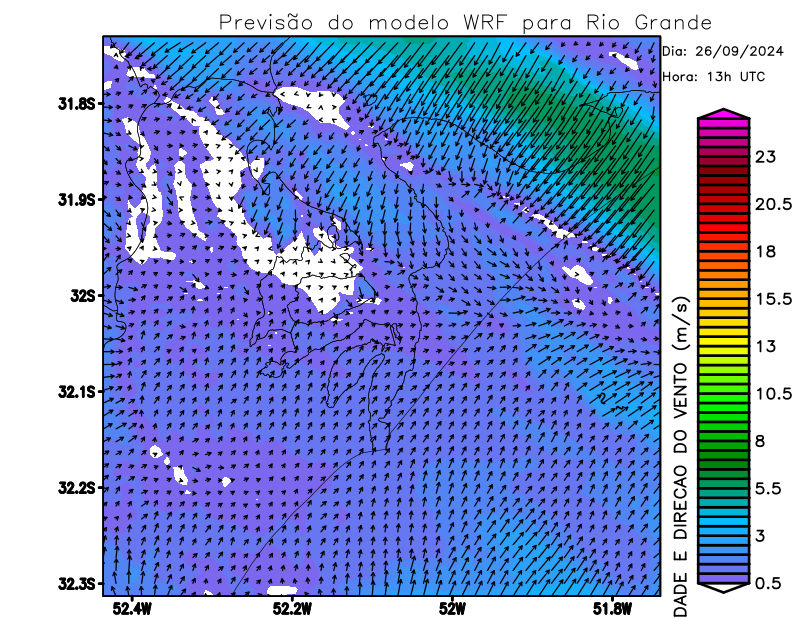 Previsão do modelo WRF para Rio Grande
Dia: 26/09/2024
Hora: 13h UTC
31.8S
31.9S
32S
32.1S
32.2S
32.3S
52.4W
52.2W
52W
51.8W
23
20.5
18
15.5
13
10.5
8
5.5
3
0.5
DADE E DIRECAO DO VENTO (m/s)